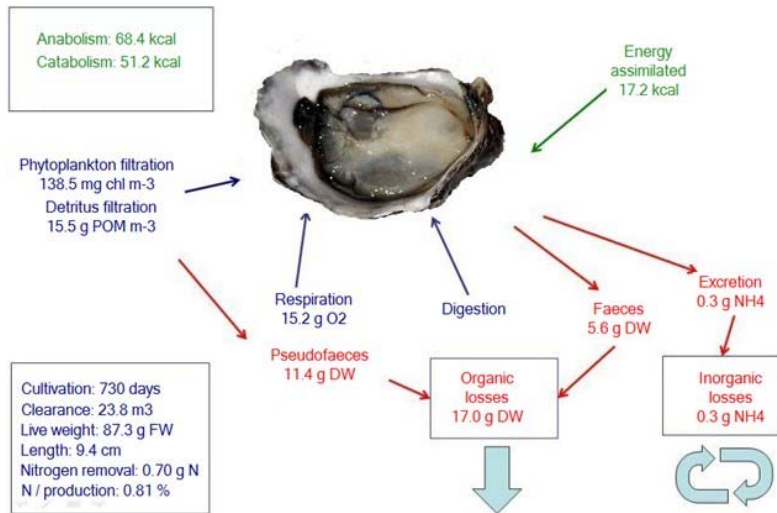 Anabolism: 68.4 kcal
Catabolism: 51.2 kcal
Energy
assimilated
17.2 kcal
Phytoplankton filtration
138.5 mg chl m-3
Detritus filtration
15.5 g POM m-3
Respiration
15.2 g O2
Digestion
Faeces
5.6 g DW
Excretion
0.3 g NH4
Pseudofaeces
11.4 g DW
Organic
losses
17.0 g DW
Inorganic
losses
0.3 g NH4
Cultivation: 730 days
Clearance: 23.8 m3
Live weight: 87.3 g FW
Length: 9.4 cm
Nitrogen removal: 0.70 g N
N / production: 0.81 %